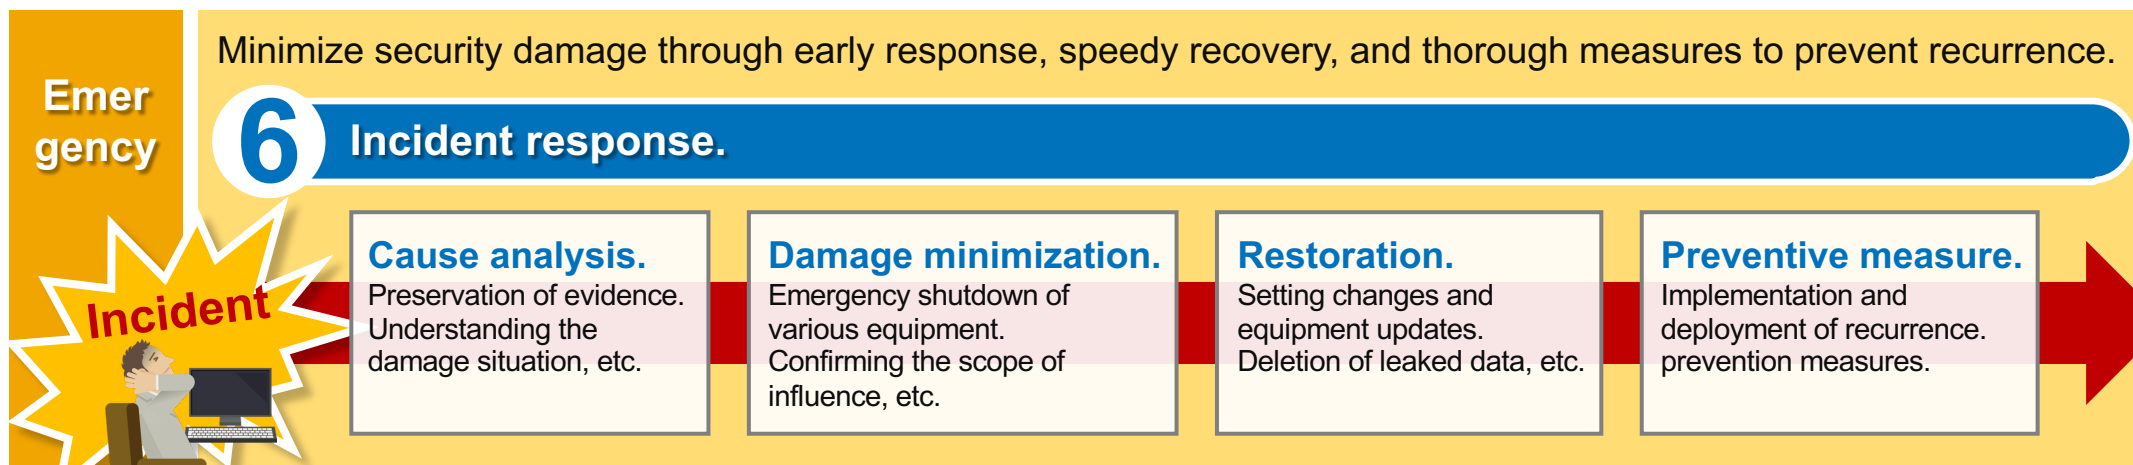 Minimize security damage through early response, speedy recovery, and thorough measures to prevent recurrence.
Emer
gency
6
Incident response.
Incident
Cause analysis.
Preservation of evidence.
Understanding the
damage situation, etc.
Damage minimization.
Emergency shutdown of
various equipment.
Confirming the scope of
influence, etc.
Restoration.
Setting changes and
equipment updates.
Deletion of leaked data, etc.
Preventive measure.
Implementation and
deployment of recurrence.
prevention measures.